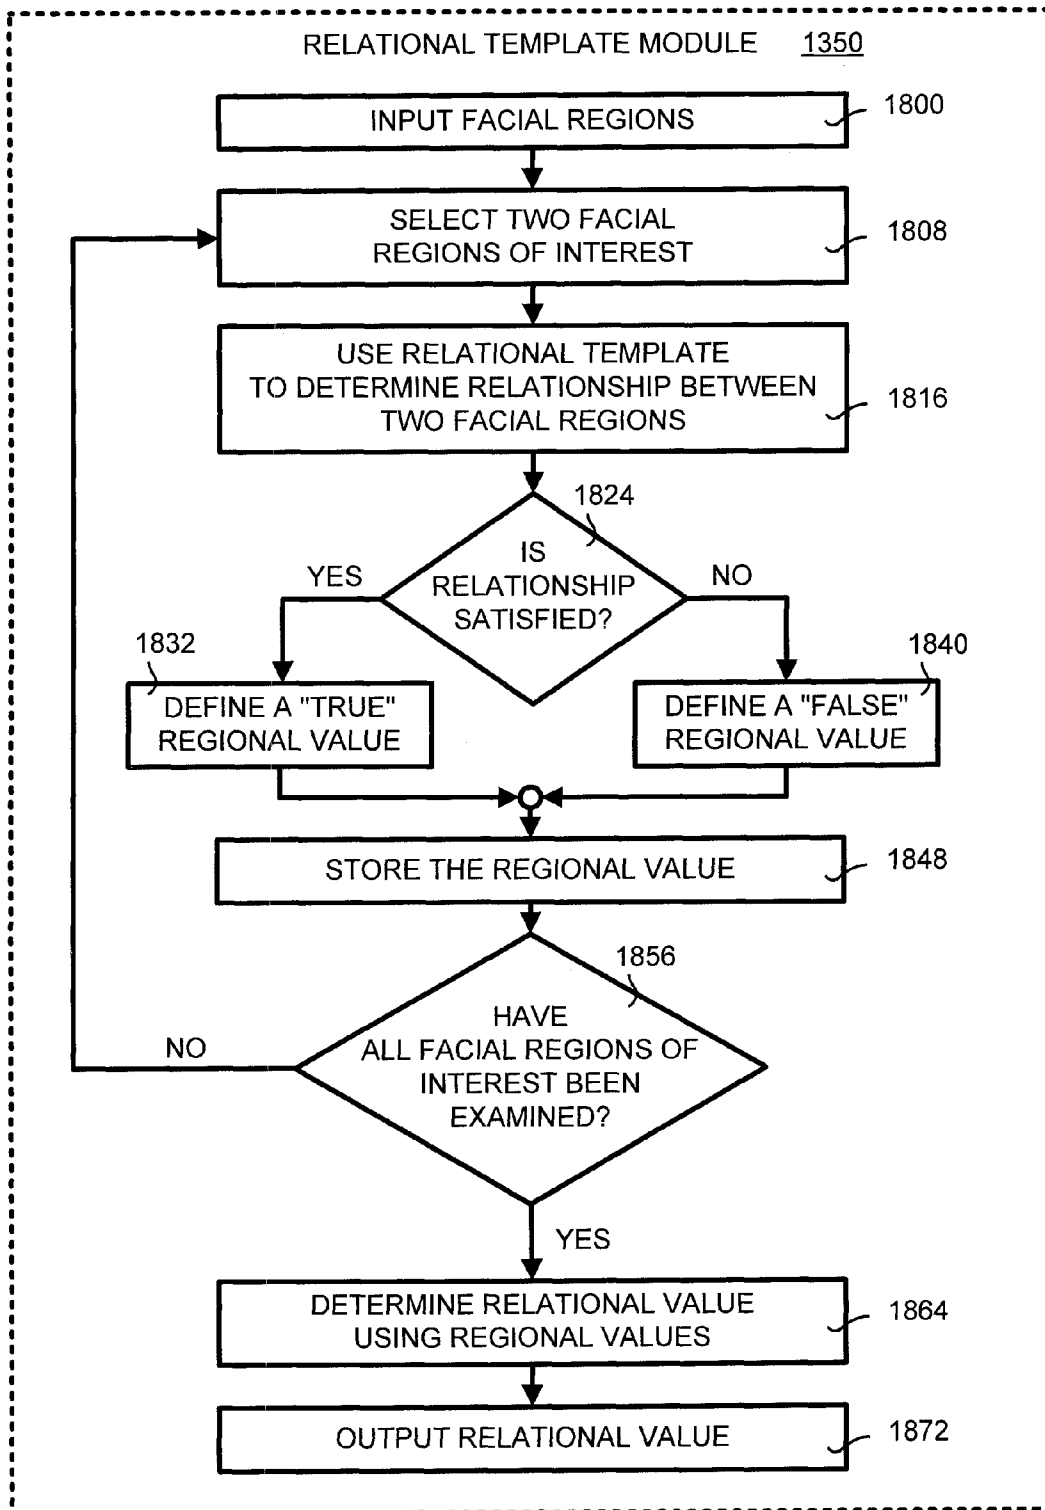 RELATIONAL TEMPLATE MODULE 1350
INPUT FACIAL REGIONS
1800
SELECT TWO FACIAL
REGIONS OF INTEREST
1808
USE RELATIONAL TEMPLATE
TO DETERMINE RELATIONSHIP BETWEEN
TWO FACIAL REGIONS
1816
1824
IS
RELATIONSHIP
SATISFIED?
YES
NO
1832
DEFINE A "TRUE"
REGIONAL VALUE
1840
DEFINE A "FALSE"
REGIONAL VALUE
STORE THE REGIONAL VALUE
1848
1856
HAVE
ALL FACIAL REGIONS OF
INTEREST BEEN
EXAMINED?
NO
YES
DETERMINE RELATIONAL VALUE
USING REGIONAL VALUES
1864
OUTPUT RELATIONAL VALUE
1872